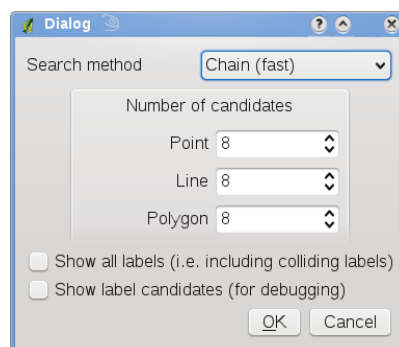 Dialog
Search method Chain (fast)
Number of candidates
Point 8
Line 8
Polygon 8
Show all labels (i.e. including colliding labels)
Show label candidates (for debugging)
OK Cancel